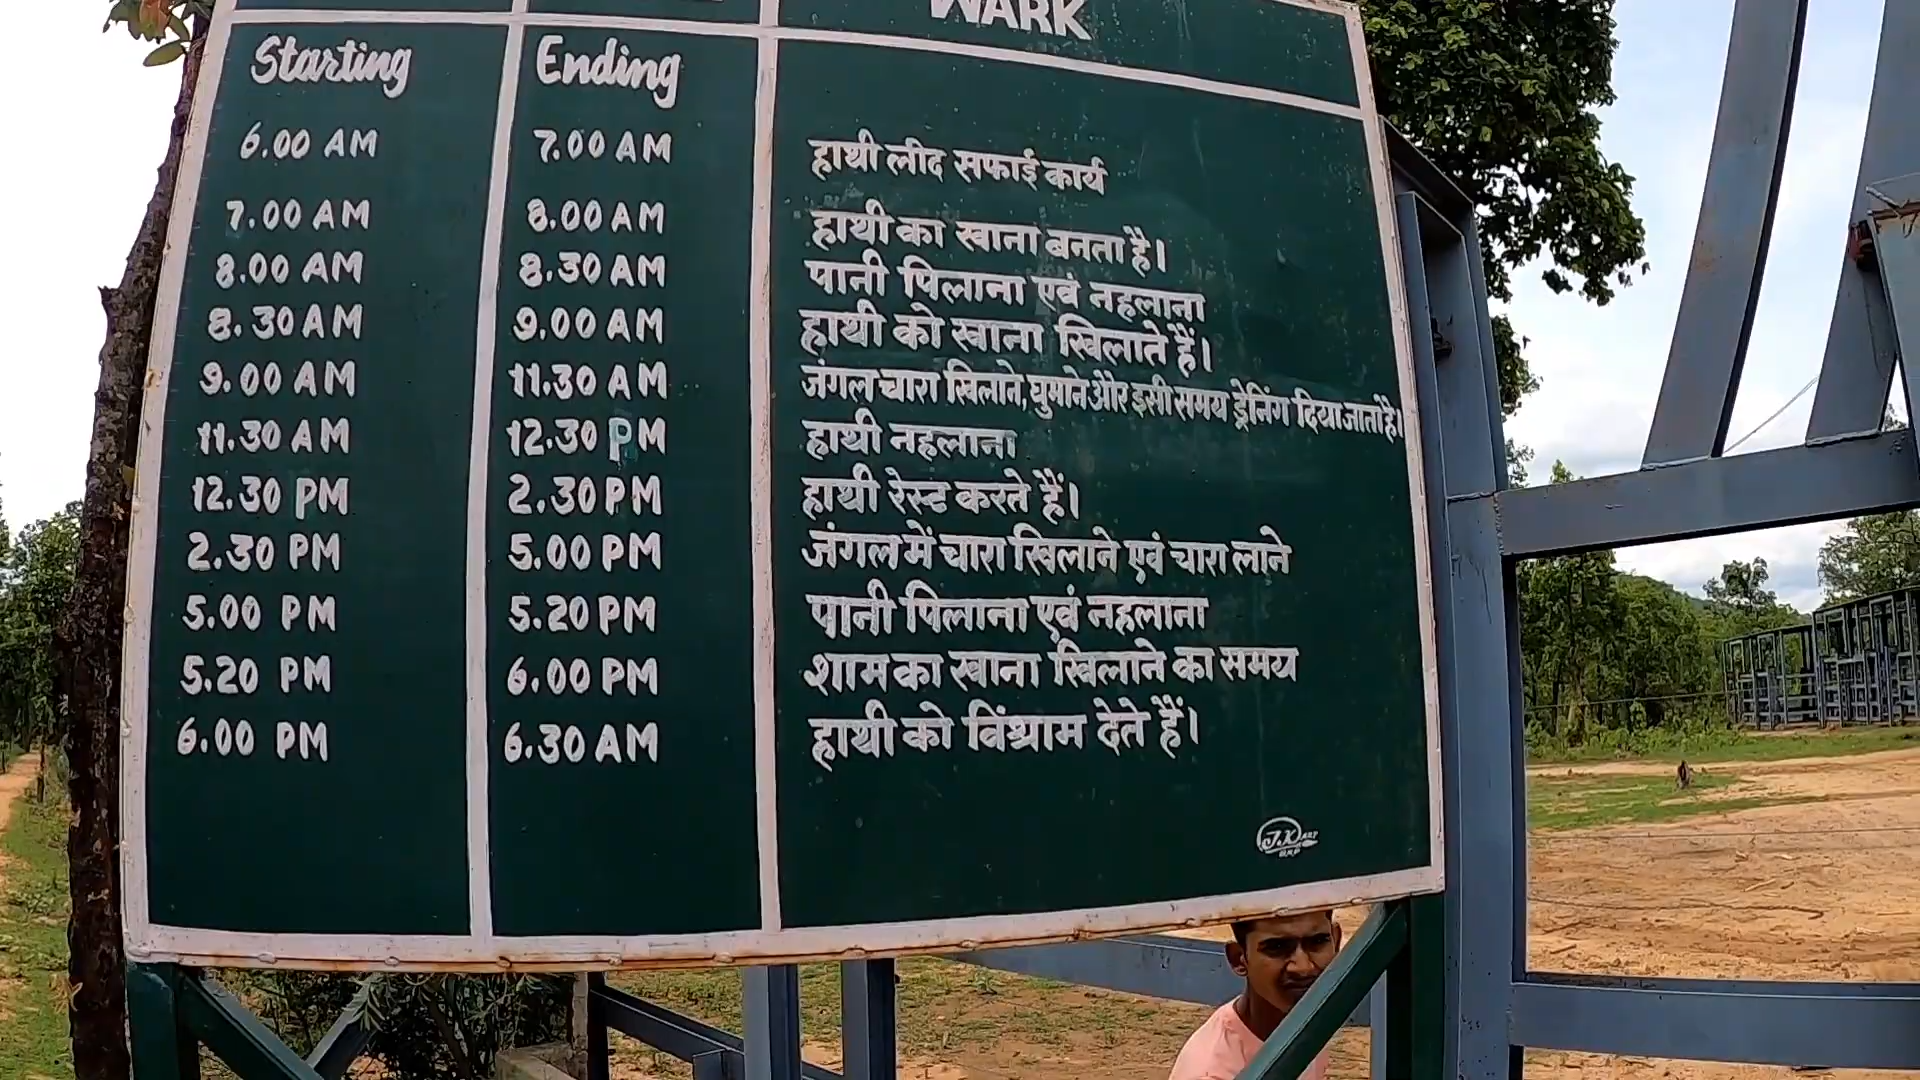 WARK
Starting Ending
6.00 AM 7.00 AM हाथी लीद सफाई कार्य
7.00 AM 8.00 AM हाथी का खाना बनता है।
8.00 AM 8.30 AM पानी पिलाना एवं नहलाना
8.30 AM 9.00 AM हाथी को खाना खिलाते हैं।
9.00 AM 11.30 AM जंगल चारा खिलाने, घुमाने और इसी समय ट्रेनिंग दिया जाता है।
11.30 AM 12.30 PM हाथी नहलाना
12.30 PM 2.30 PM हाथी रेस्ट करते हैं।
2.30 PM 5.00 PM जंगल में चारा खिलाने एवं चारा लाने
5.00 PM 5.20 PM पानी पिलाना एवं नहलाना
5.20 PM 6.00 PM शाम का खाना खिलाने का समय
6.00 PM 6.30 AM हाथी को विंश्राम देते हैं।
J.K ART